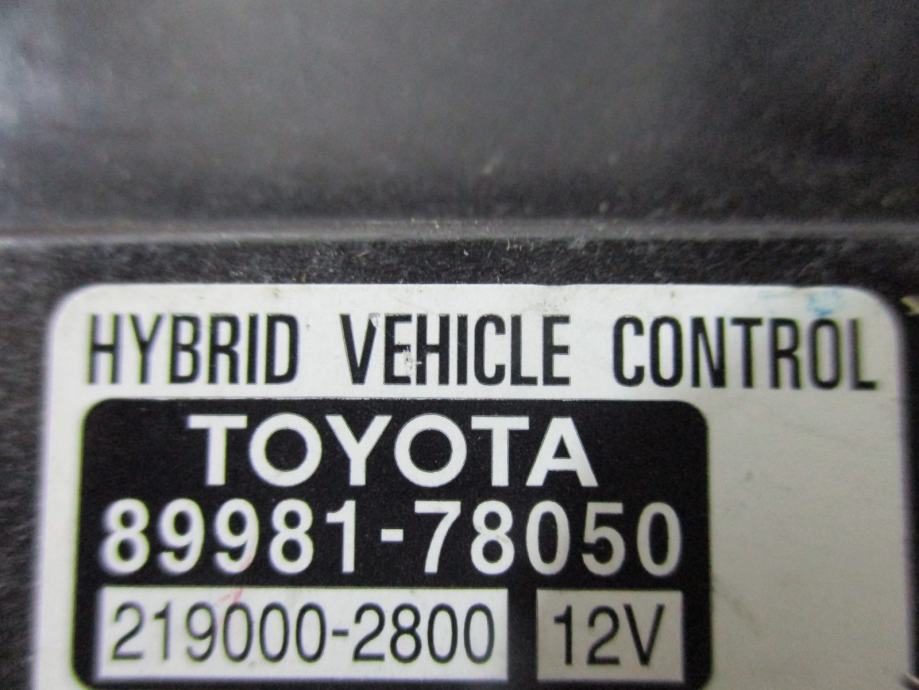 HYBRID VEHICLE CONTROL
TOYOTA
89981-78050
219000-2800 12V